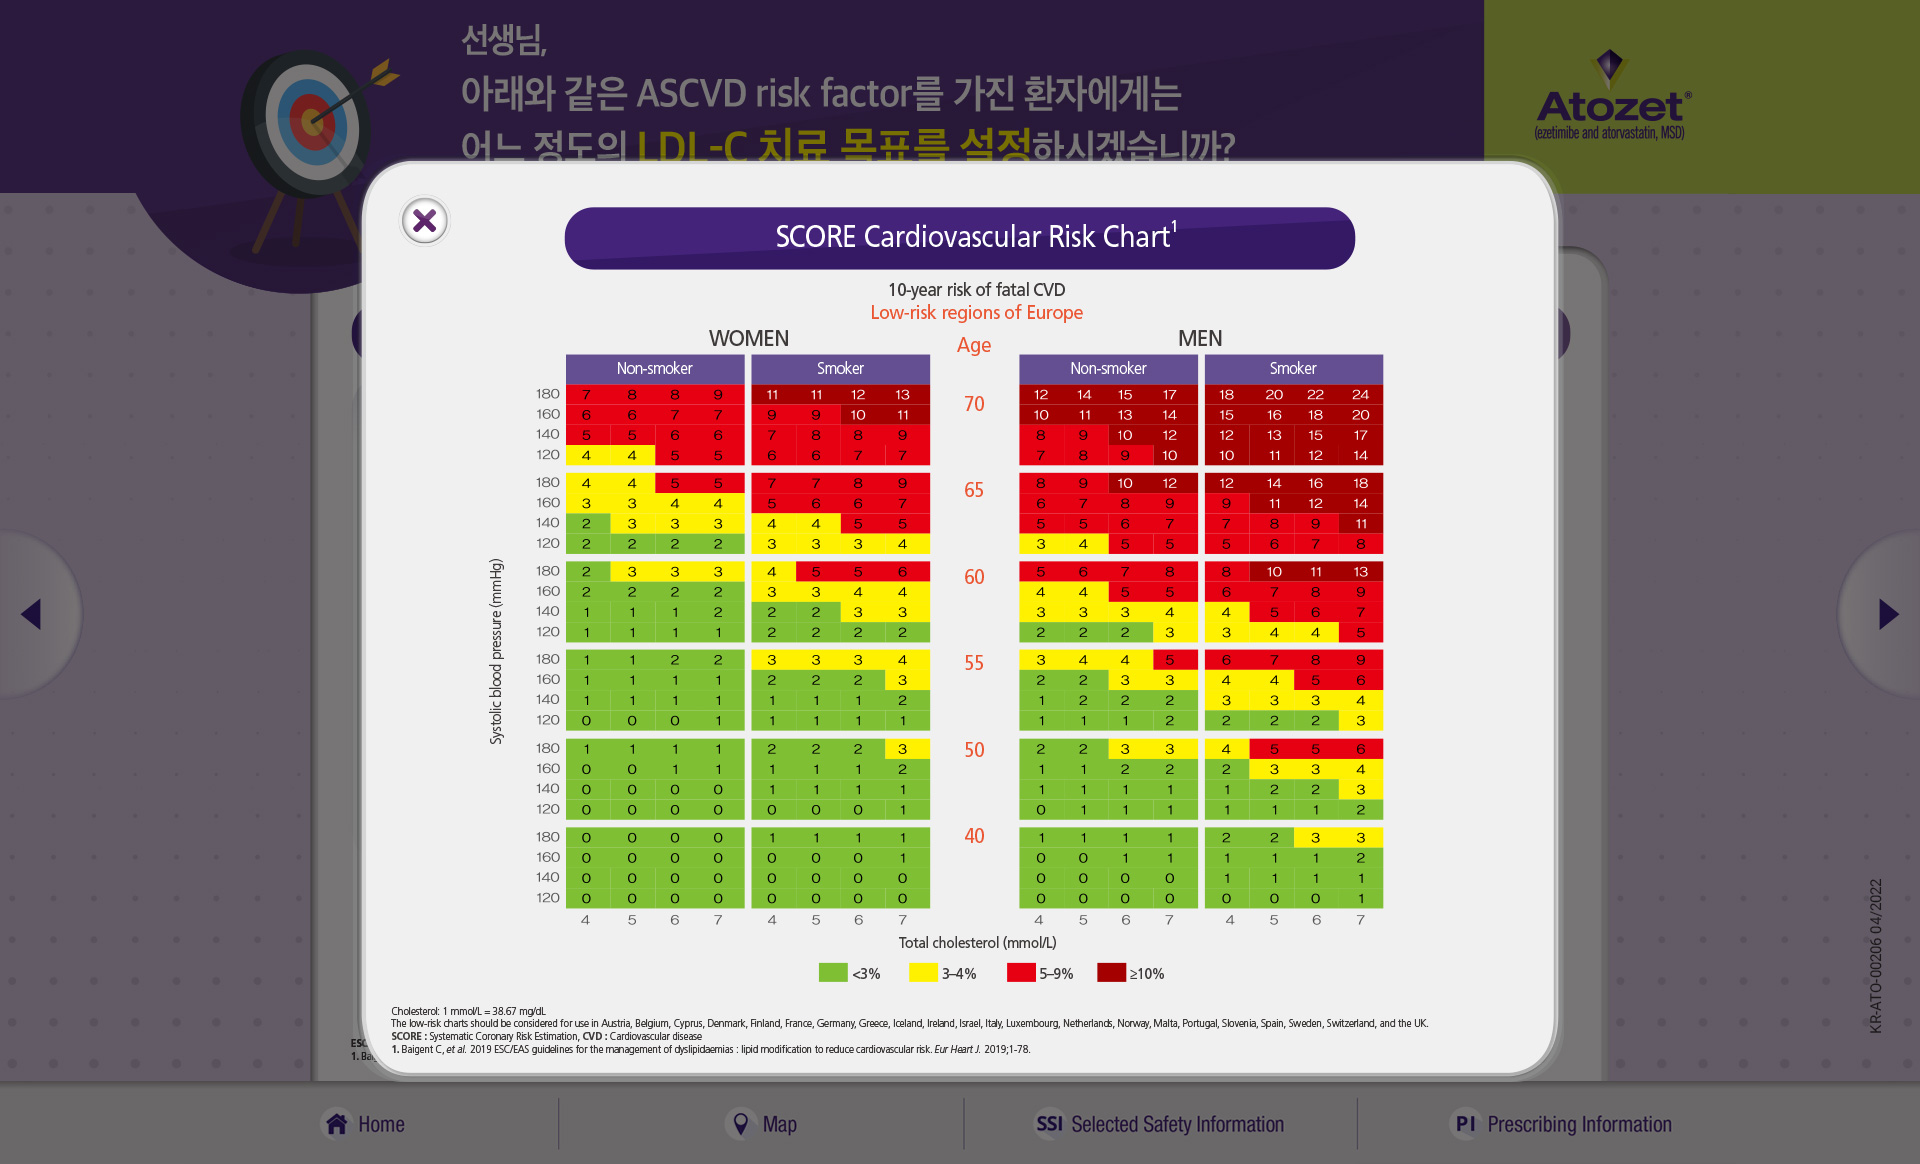 선생님,
아래와 같은 ASCVD risk factor를 가진 환자에게는
어느 정도의 LDL-C 치료 목표를 설정하시겠습니까?
Atozet®
(ezetimibe and atorvastatin, MSD)
SCORE Cardiovascular Risk Chart1
10-year risk of fatal CVD
Low-risk regions of Europe
WOMEN Age MEN
Non-smoker Smoker Non-smoker Smoker
Systolic blood pressure (mmHg)
180 7 8 8 9 11 11 12 13 70 12 14 15 17 18 20 22 24
160 6 6 7 7 9 9 10 11 10 11 13 14 15 16 18 20
140 5 5 6 6 7 8 8 9 8 9 10 12 12 13 15 17
120 4 4 5 5 6 6 7 7 7 8 9 10 10 11 12 14
180 4 4 5 5 7 7 8 9 65 8 9 10 12 12 14 16 18
160 3 3 4 4 5 6 6 7 6 7 8 9 9 11 12 14
140 2 3 3 3 4 4 5 5 5 5 6 7 7 8 9 11
120 2 2 2 2 3 3 3 4 3 4 5 5 5 6 7 8
180 2 3 3 3 4 5 5 6 60 5 6 7 8 8 10 11 13
160 2 2 2 2 3 3 4 4 4 4 5 5 6 7 8 9
140 1 1 1 2 2 2 3 3 3 3 3 4 4 5 6 7
120 1 1 1 1 2 2 2 2 2 2 2 3 3 4 4 5
180 1 1 2 2 3 3 3 4 55 3 4 4 5 6 7 8 9
160 1 1 1 1 2 2 2 3 2 2 3 3 4 4 5 6
140 1 1 1 1 1 1 1 2 1 2 2 2 3 3 3 4
120 0 0 0 1 1 1 1 1 1 1 1 2 2 2 2 3
180 1 1 1 1 2 2 2 3 50 2 2 3 3 4 5 5 6
160 0 0 1 1 1 1 1 2 1 1 2 2 2 3 3 4
140 0 0 0 0 1 1 1 1 1 1 1 1 1 2 2 3
120 0 0 0 0 0 0 0 1 0 1 1 1 1 1 1 2
180 0 0 0 0 1 1 1 1 40 1 1 1 1 2 2 3 3
160 0 0 0 0 0 0 0 1 0 0 1 1 1 1 1 2
140 0 0 0 0 0 0 0 0 0 0 0 0 1 1 1 1
120 0 0 0 0 0 0 0 0 0 0 0 0 0 0 0 1
4 5 6 7 4 5 6 7 4 5 6 7 4 5 6 7
Total cholesterol (mmol/L)
<3% 3–4% 5–9% ≥10%
Cholesterol: 1 mmol/L = 38.67 mg/dL
The low-risk charts should be considered for use in Austria, Belgium, Cyprus, Denmark, Finland, France, Germany, Greece, Iceland, Ireland, Israel, Italy, Luxembourg, Netherlands, Norway, Malta, Portugal, Slovenia, Spain, Sweden, Switzerland, and the UK.
SCORE : Systematic Coronary Risk Estimation, CVD : Cardiovascular disease
1. Baigent C, et al. 2019 ESC/EAS guidelines for the management of dyslipidaemias : lipid modification to reduce cardiovascular risk. Eur Heart J. 2019;1-78.
KR-ATO-00206 04/2022
Home Map SSI Selected Safety Information PI Prescribing Information